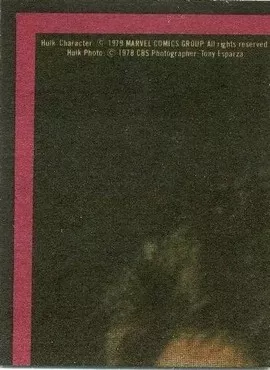 Hulk Character: © 1979 MARVEL COMICS GROUP. All rights reserved
Hulk Photo: © 1978 CBS Photographer: Tony Esparza